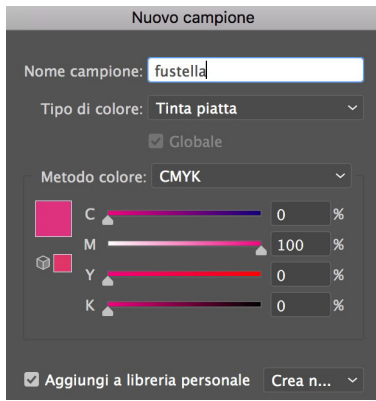 Nuovo campione
Nome campione: fustella
Tipo di colore: Tinta piatta
Globale
Metodo colore: CMYK
C 0 %
M 100 %
Y 0 %
K 0 %
Aggiungi a libreria personale Crea n...